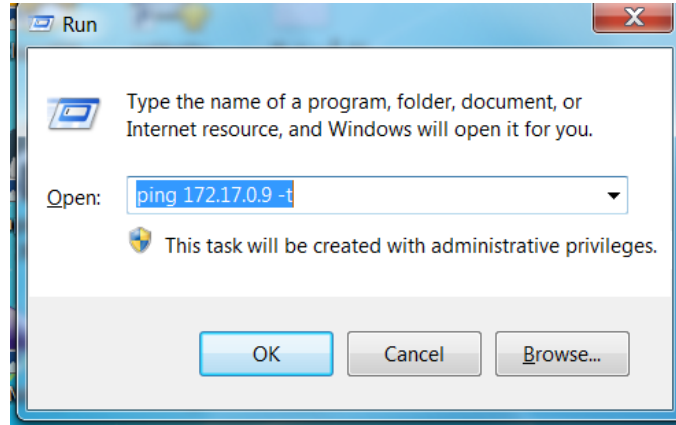 Run
Type the name of a program, folder, document, or
Internet resource, and Windows will open it for you.
Open: ping 172.17.0.9 -t
This task will be created with administrative privileges.
OK Cancel Browse...